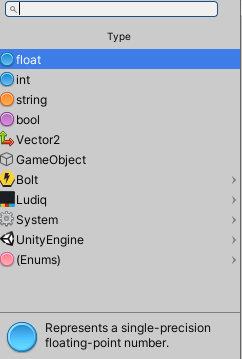 Type
float
int
string
bool
Vector2
GameObject
Bolt
Ludiq
System
UnityEngine
(Enums)
Represents a single-precision
floating-point number.